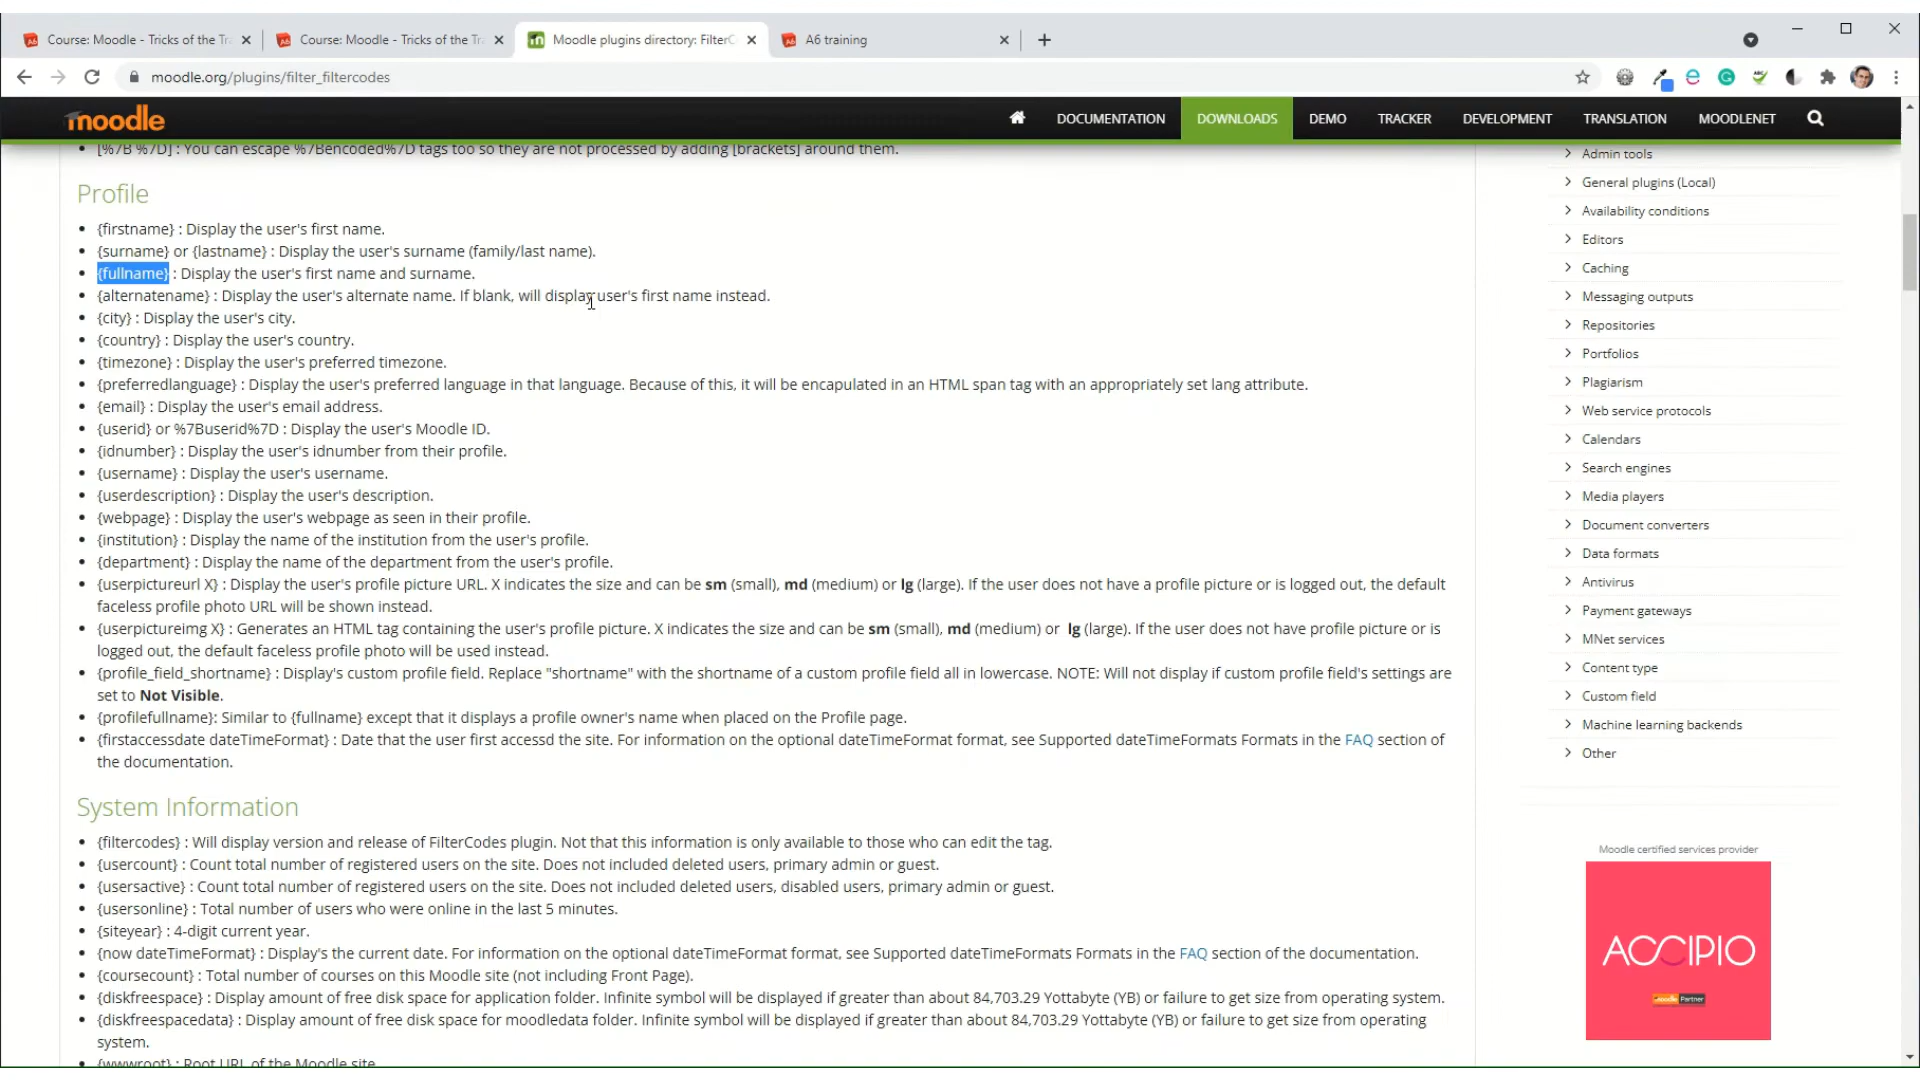 Course: Moodle - Tricks of the Tr
Course: Moodle - Tricks of the Tr
Moodle plugins directory: FilterC
A6 training
moodle.org/plugins/filter_filtercodes
moodle
DOCUMENTATION
DOWNLOADS
DEMO
TRACKER
DEVELOPMENT
TRANSLATION
MOODLENET
[%7B %7D] : You can escape %7Bencoded%7D tags too so they are not processed by adding [brackets] around them.
Profile
{firstname} : Display the user's first name.
{surname} or {lastname} : Display the user's surname (family/last name).
{fullname} : Display the user's first name and surname.
{alternatename} : Display the user's alternate name. If blank, will display user's first name instead.
{city} : Display the user's city.
{country} : Display the user's country.
{timezone} : Display the user's preferred timezone.
{preferredlanguage} : Display the user's preferred language in that language. Because of this, it will be encapulated in an HTML span tag with an appropriately set lang attribute.
{email} : Display the user's email address.
{userid} or %7Buserid%7D : Display the user's Moodle ID.
{idnumber} : Display the user's idnumber from their profile.
{username} : Display the user's username.
{userdescription} : Display the user's description.
{webpage} : Display the user's webpage as seen in their profile.
{institution} : Display the name of the institution from the user's profile.
{department} : Display the name of the department from the user's profile.
{userpictureurl X} : Display the user's profile picture URL. X indicates the size and can be sm (small), md (medium) or lg (large). If the user does not have a profile picture or is logged out, the default
faceless profile photo URL will be shown instead.
{userpictureimg X} : Generates an HTML tag containing the user's profile picture. X indicates the size and can be sm (small), md (medium) or lg (large). If the user does not have profile picture or is
logged out, the default faceless profile photo will be used instead.
{profile_field_shortname} : Display's custom profile field. Replace "shortname" with the shortname of a custom profile field all in lowercase. NOTE: Will not display if custom profile field's settings are
set to Not Visible.
{profilefullname}: Similar to {fullname} except that it displays a profile owner's name when placed on the Profile page.
{firstaccessdate dateTimeFormat} : Date that the user first accessd the site. For information on the optional dateTimeFormat format, see Supported dateTimeFormats Formats in the FAQ section of
the documentation.
System Information
{filtercodes} : Will display version and release of FilterCodes plugin. Not that this information is only available to those who can edit the tag.
{usercount} : Count total number of registered users on the site. Does not included deleted users, primary admin or guest.
{usersactive} : Count total number of registered users on the site. Does not included deleted users, disabled users, primary admin or guest.
{usersonline} : Total number of users who were online in the last 5 minutes.
{siteyear} : 4-digit current year.
{now dateTimeFormat} : Display's the current date. For information on the optional dateTimeFormat format, see Supported dateTimeFormats Formats in the FAQ section of the documentation.
{coursecount} : Total number of courses on this Moodle site (not including Front Page).
{diskfreespace} : Display amount of free disk space for application folder. Infinite symbol will be displayed if greater than about 84,703.29 Yottabyte (YB) or failure to get size from operating system.
{diskfreespacedata} : Display amount of free disk space for moodledata folder. Infinite symbol will be displayed if greater than about 84,703.29 Yottabyte (YB) or failure to get size from operating
system.
{wwwroot} : Root URL of the Moodle site
Admin tools
General plugins (Local)
Availability conditions
Editors
Caching
Messaging outputs
Repositories
Portfolios
Plagiarism
Web service protocols
Calendars
Search engines
Media players
Document converters
Data formats
Antivirus
Payment gateways
MNet services
Content type
Custom field
Machine learning backends
Other
Moodle certified services provider
ACCIPIO
moodle Partner